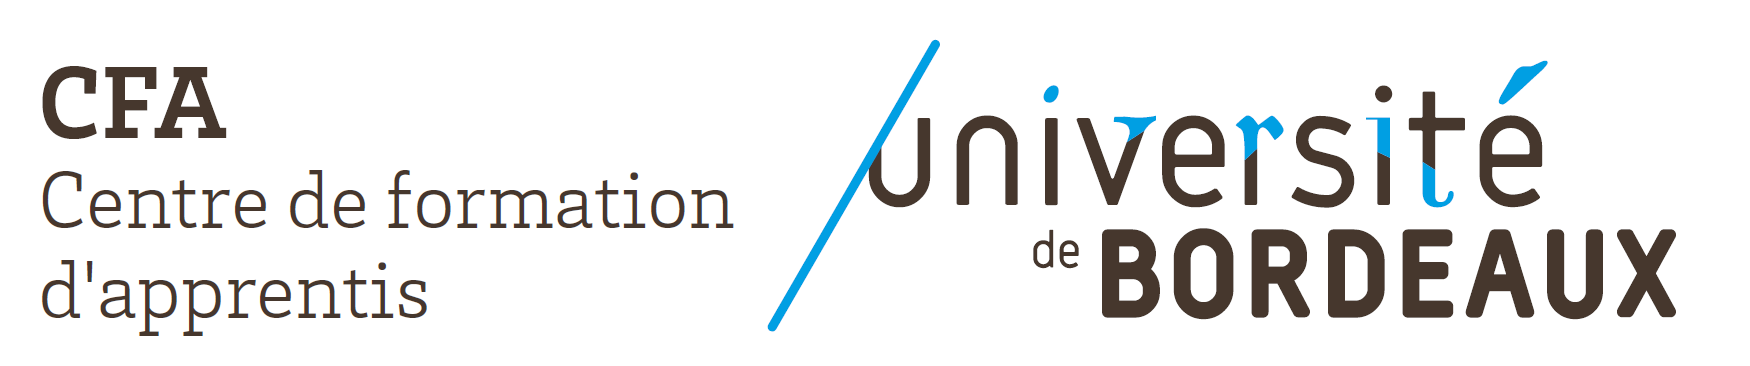 CFA
Centre de formation
d'apprentis
université
de BORDEAUX